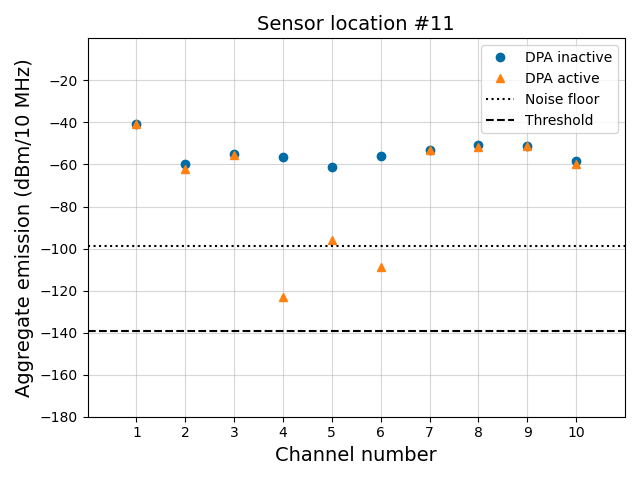 Sensor location #11
DPA inactive
DPA active
Noise floor
Threshold
Aggregate emission (dBm/10 MHz)
−20
−40
−60
−80
−100
−120
−140
−160
−180
1 2 3 4 5 6 7 8 9 10
Channel number